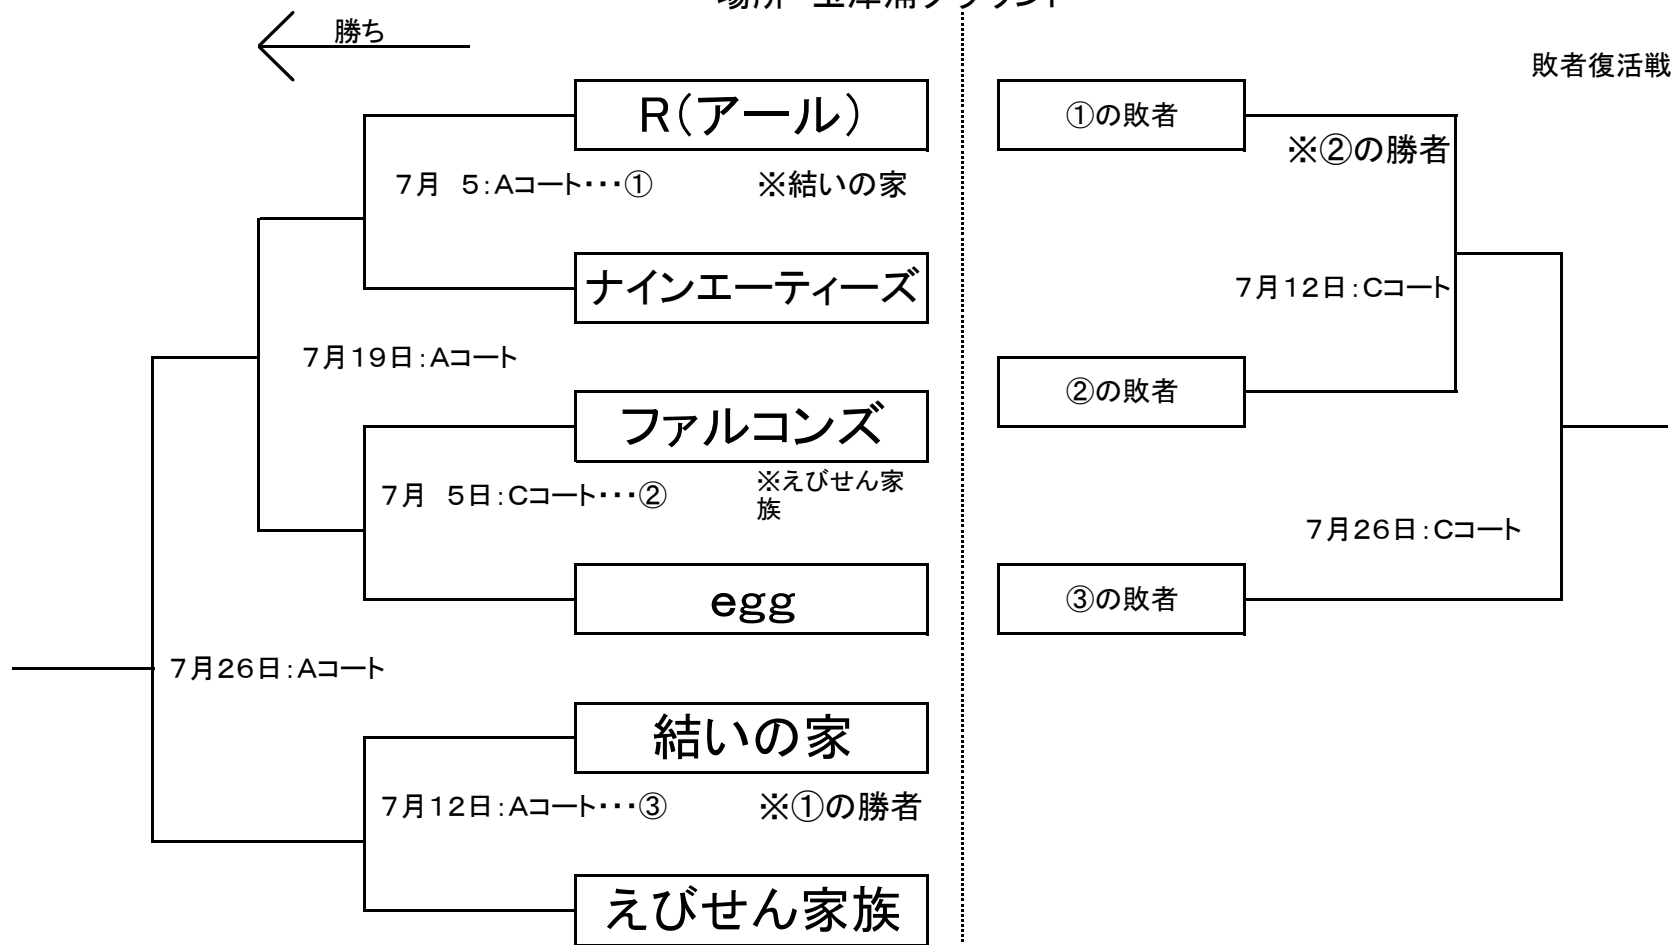 勝ち
R（アール）
7月　5：Aコート･･･①
※結いの家
ナインエーティーズ
7月19日：Aコート
ファルコンズ
7月　5日：Cコート･･･②
※えびせん家
族
egg
7月26日：Aコート
結いの家
7月12日：Aコート･･･③
※①の勝者
えびせん家族
敗者復活戦
①の敗者
※②の勝者
7月12日：Cコート
②の敗者
7月26日：Cコート
③の敗者